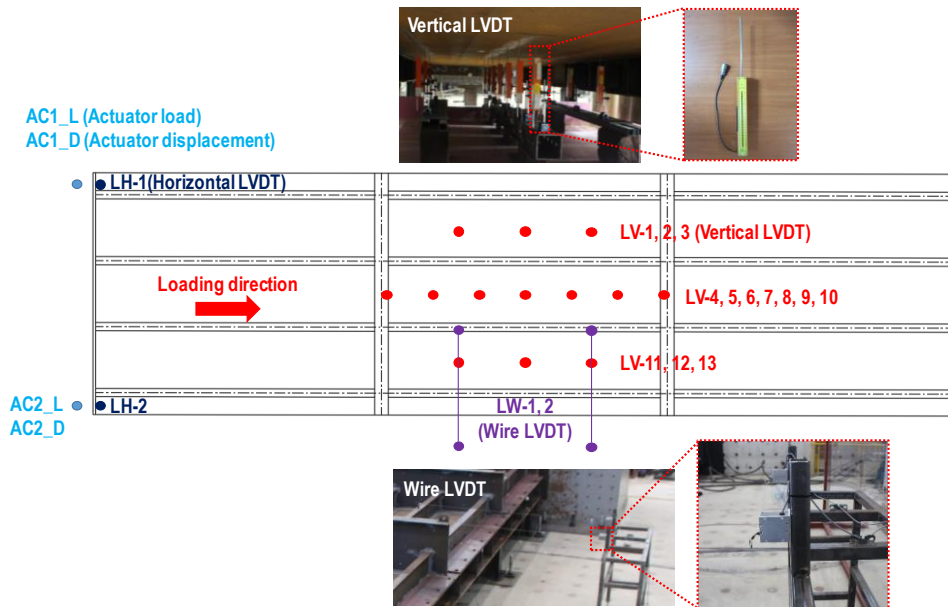 Vertical LVDT
AC1_L (Actuator load)
AC1_D (Actuator displacement)
LH-1(Horizontal LVDT)
LV-1, 2, 3 (Vertical LVDT)
Loading direction
LV-4, 5, 6, 7, 8, 9, 10
LV-11, 12, 13
AC2_L
AC2_D
LH-2
LW-1, 2
(Wire LVDT)
Wire LVDT